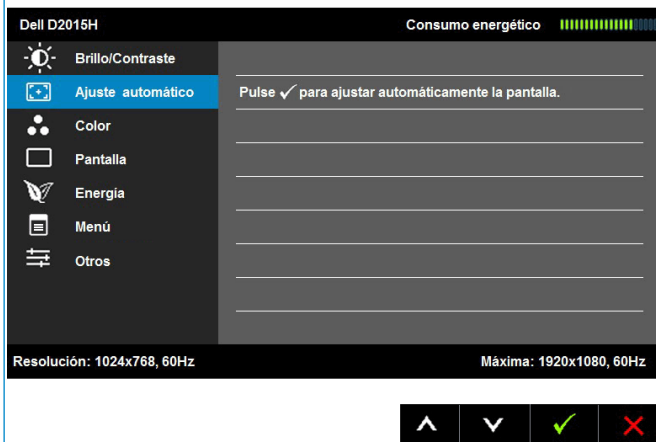 Dell D2015H Consumo energético
Brillo/Contraste
Ajuste automático Pulse ✓ para ajustar automáticamente la pantalla.
Color
Pantalla
Energía
Menú
Otros
Resolución: 1024x768, 60Hz Máxima: 1920x1080, 60Hz